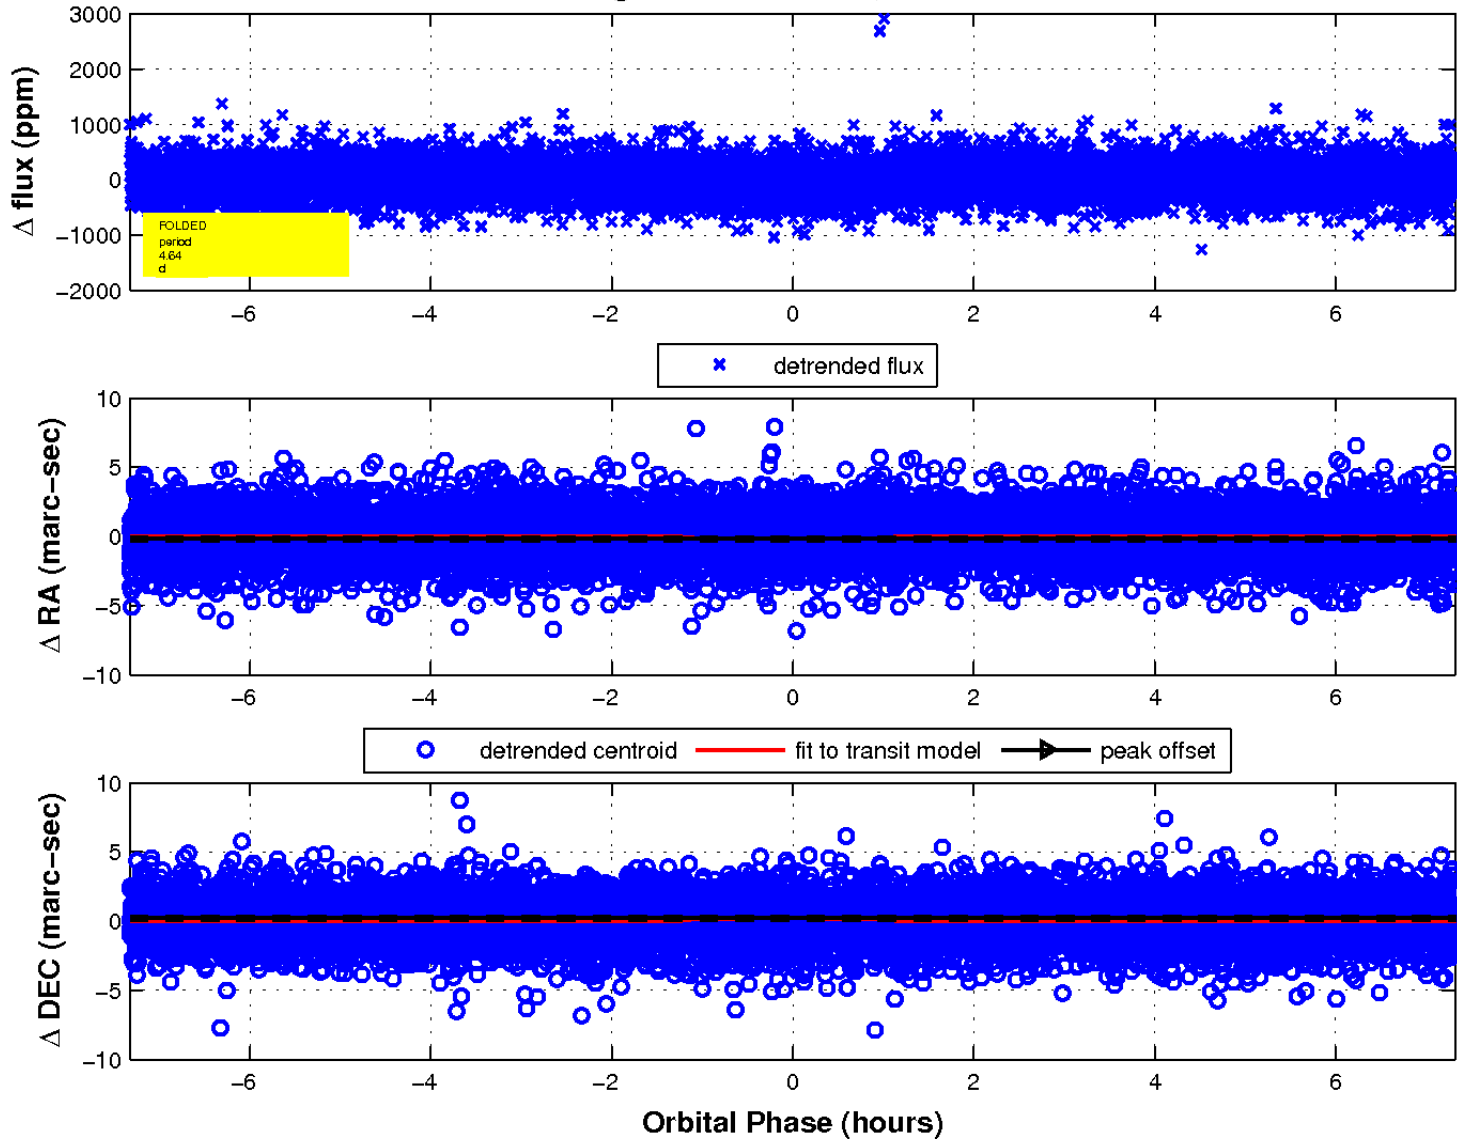 3000
2000
1000
0
−1000
−2000
Δ flux (ppm)
FOLDED
period
4.64
d
−6 −4 −2 0 2 4 6
detrended flux
10
5
0
−5
−10
Δ RA (marc−sec)
−6 −4 −2 0 2 4 6
detrended centroid fit to transit model peak offset
10
5
0
−5
−10
Δ DEC (marc−sec)
−6 −4 −2 0 2 4 6
Orbital Phase (hours)